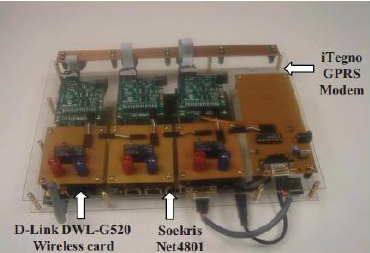 iTegno
GPRS
Modem
D-Link DWL-G520
Wireless card
Soekris
Net4801